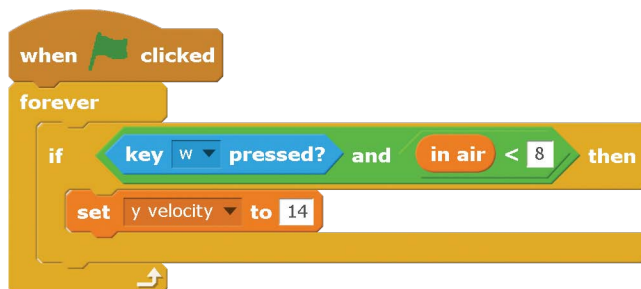 when clicked
forever
if key w pressed? and in air < 8 then
set y velocity to 14